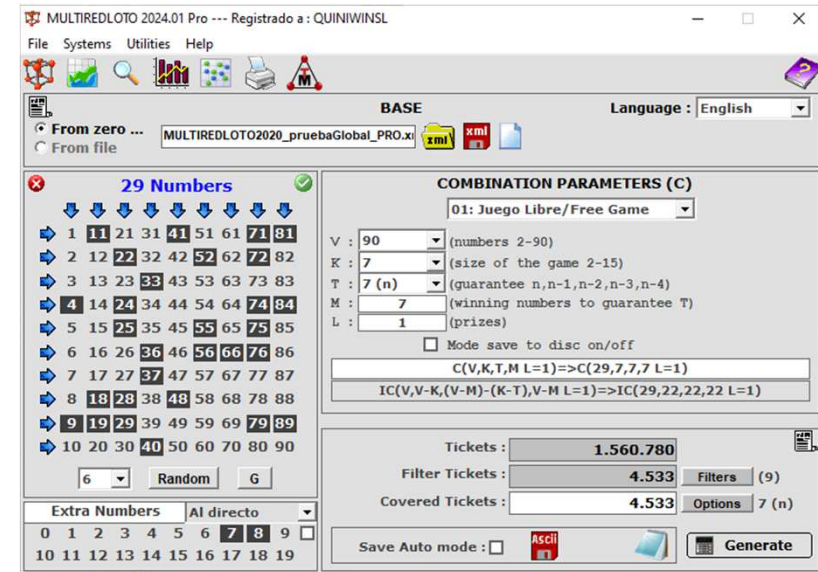 MULTIREDLOTO 2024.01 Pro --- Registrado a : QUINIWINSL
File Systems Utilities Help
M
BASE
Language : English
From zero ...
MULTIREDLOTO2020_pruebaGlobal_PRO.x
xml
xml
From file
29 Numbers
1 11 21 31 41 51 61 71 81
2 12 22 32 42 52 62 72 82
3 13 23 33 43 53 63 73 83
4 14 24 34 44 54 64 74 84
5 15 25 35 45 55 65 75 85
6 16 26 36 46 56 66 76 86
7 17 27 37 47 57 67 77 87
8 18 28 38 48 58 68 78 88
9 19 29 39 49 59 69 79 89
10 20 30 40 50 60 70 80 90
6 Random G
Extra Numbers Al directo
0 1 2 3 4 5 6 7 8 9
10 11 12 13 14 15 16 17 18 19
COMBINATION PARAMETERS (C)
01: Juego Libre/Free Game
V : 90 (numbers 2-90)
K : 7 (size of the game 2-15)
T : 7 (n) (guarantee n,n-1,n-2,n-3,n-4)
M : 7 (winning numbers to guarantee T)
L : 1 (prizes)
Mode save to disc on/off
C(V,K,T,M L=1)=>C(29,7,7,7 L=1)
IC(V,V-K,(V-M)-(K-T),V-M L=1)=>IC(29,22,22,22 L=1)
Tickets : 1.560.780
Filter Tickets : 4.533 Filters (9)
Covered Tickets : 4.533 Options 7 (n)
Save Auto mode : Ascii Generate